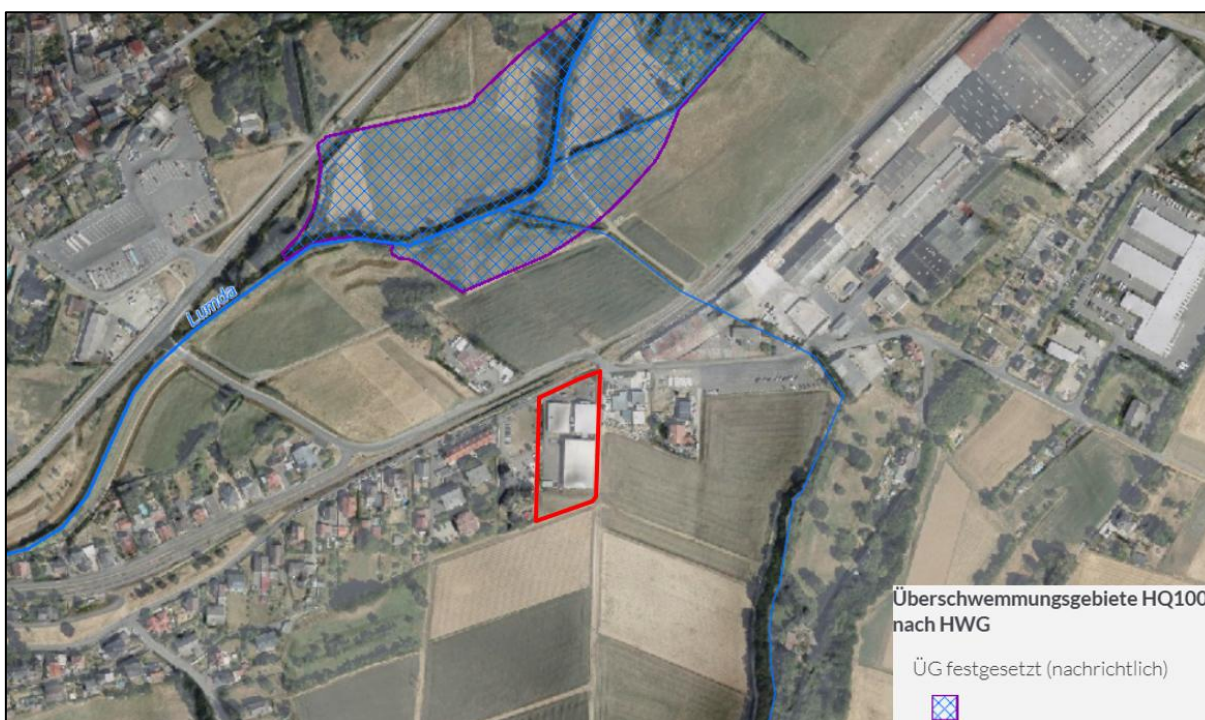 Lumda
Überschwemmungsgebiete HQ100
nach HWG
ÜG festgesetzt (nachrichtlich)